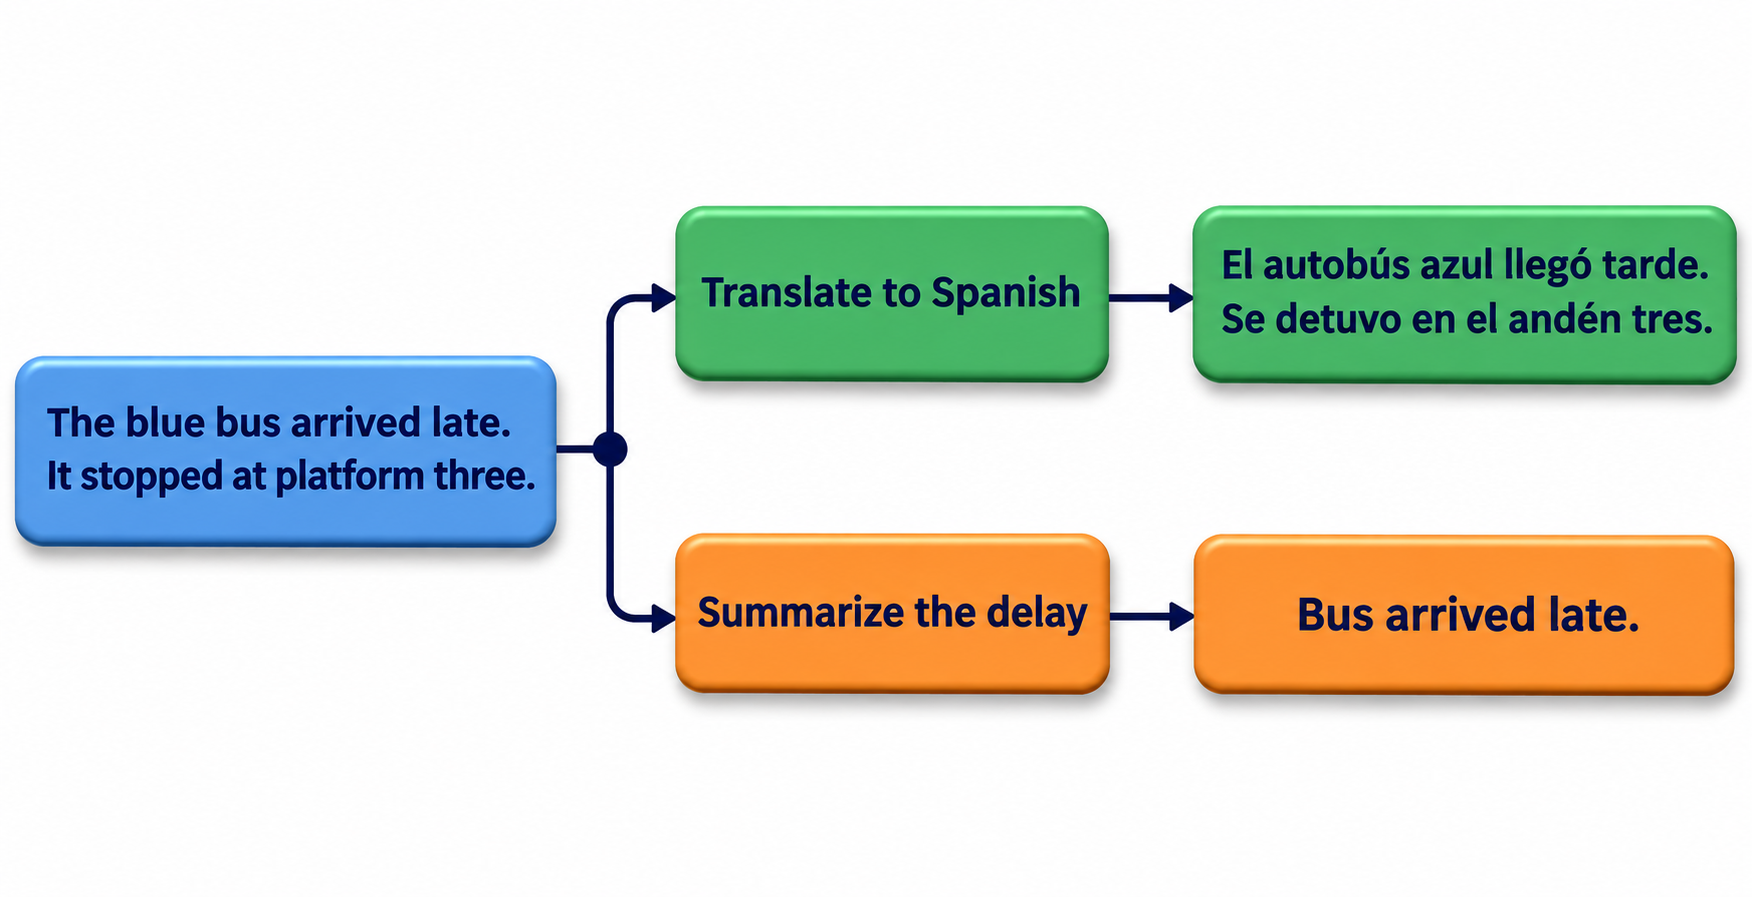 The blue bus arrived late.
It stopped at platform three.
Translate to Spanish
El autobús azul llegó tarde.
Se detuvo en el andén tres.
Summarize the delay
Bus arrived late.